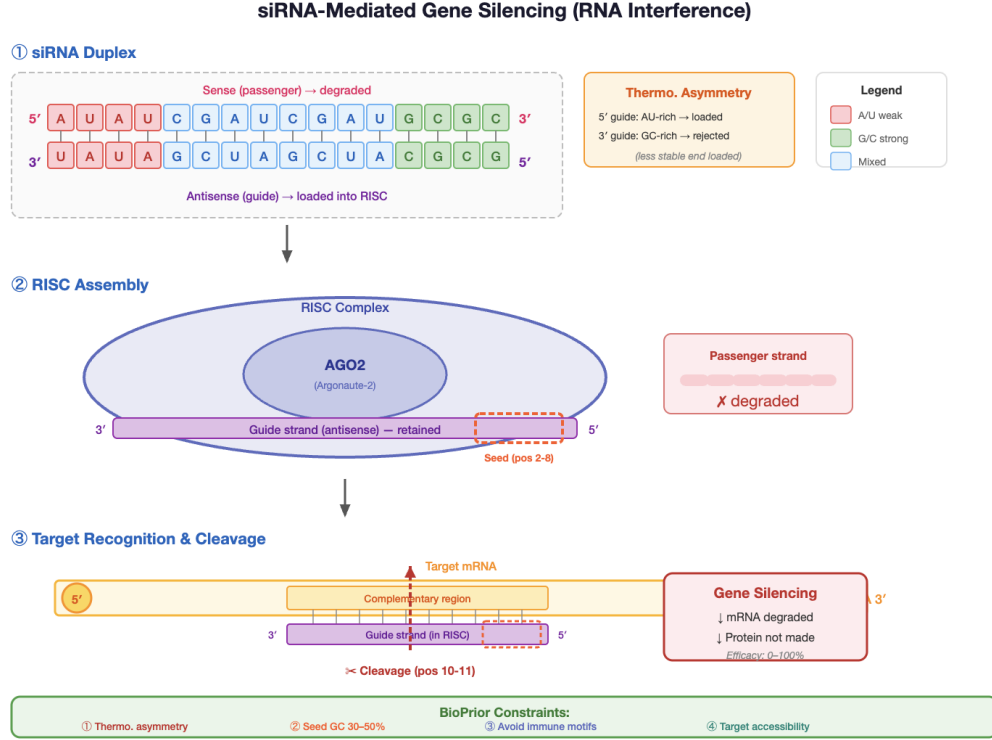 siRNA-Mediated Gene Silencing (RNA Interference)
① siRNA Duplex
Sense (passenger) → degraded
5′ A U A U C G A U C G A U G C G C 3′
3′ U A U A G C U A G C U A C G C G 5′
Antisense (guide) → loaded into RISC
Thermo. Asymmetry
5′ guide: AU-rich → loaded
3′ guide: GC-rich → rejected
(less stable end loaded)
Legend
A/U weak
G/C strong
Mixed
② RISC Assembly
RISC Complex
AGO2
(Argonaute-2)
3′ Guide strand (antisense) — retained 5′
Seed (pos 2-8)
Passenger strand
✗ degraded
③ Target Recognition & Cleavage
Target mRNA
5′ Complementary region 3′
3′ Guide strand (in RISC) 5′
✂ Cleavage (pos 10-11)
Gene Silencing
↓ mRNA degraded
↓ Protein not made
Efficacy: 0–100%
BioPrior Constraints:
① Thermo. asymmetry ② Seed GC 30–50% ③ Avoid immune motifs ④ Target accessibility